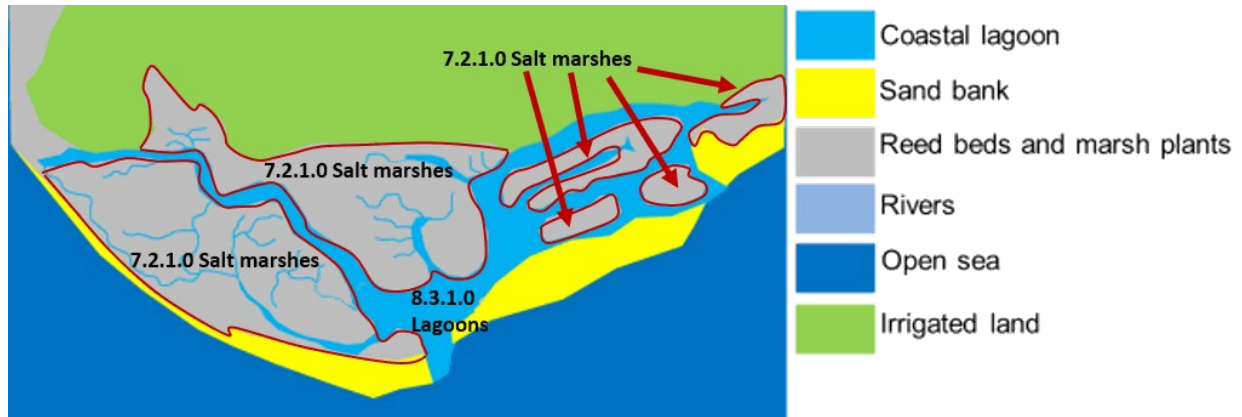 7.2.1.0 Salt marshes
7.2.1.0 Salt marshes
7.2.1.0 Salt marshes
8.3.1.0
Lagoons
Coastal lagoon
Sand bank
Reed beds and marsh plants
Rivers
Open sea
Irrigated land